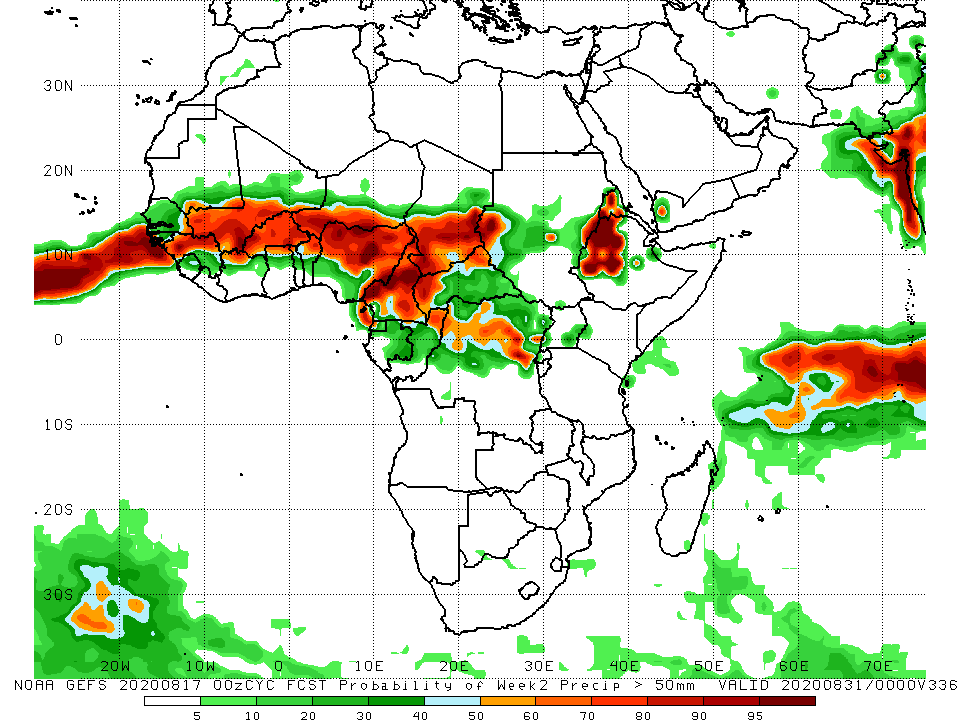 30N
20N
10N
0
10S
20S
30S
20W 10W 0 10E 20E 30E 40E 50E 60E 70E
NOAA GEFS 20200817 00zCYC FCST Probability of Week2 Precip > 50mm VALID 20200831/0000V336
5 10 20 30 40 50 60 70 80 90 95